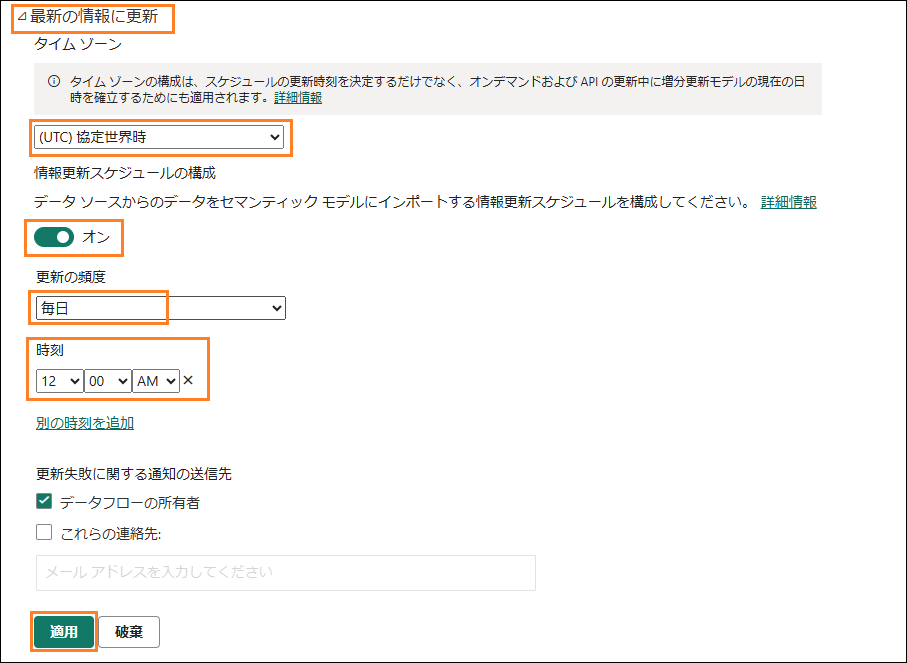 最新の情報に更新
タイム ゾーン
タイム ゾーンの構成は、スケジュールの更新時刻を決定するだけでなく、オンデマンドおよび API の更新中に増分更新モデルの現在の日
時を確立するためにも適用されます。詳細情報
(UTC) 協定世界時
情報更新スケジュールの構成
データ ソースからのデータをセマンティック モデルにインポートする情報更新スケジュールを構成してください。 詳細情報
オン
更新の頻度
毎日
時刻
12 00 AM ×
別の時刻を追加
更新失敗に関する通知の送信先
データフローの所有者
これらの連絡先:
メール アドレスを入力してください
適用 破棄